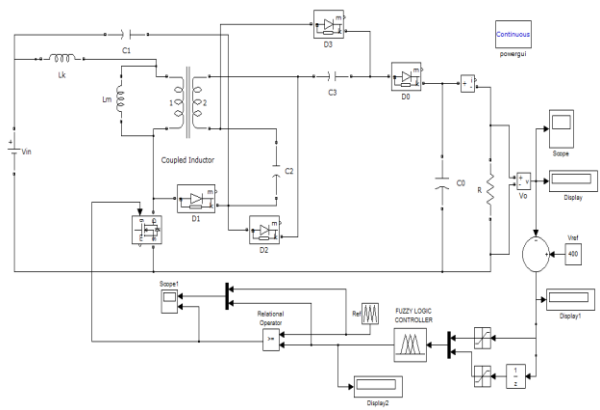 D3
C1
Continuous
powergui
Lk
C3
D0
Lm
1
2
Coupled Inductor
C2
Scope
Vin
C0
R
Vo
Display
D1
D2
Vref
400
Scope1
Display1
Relational
Operator
Ref
FUZZY LOGIC
CONTROLLER
>=
1
z
Display2